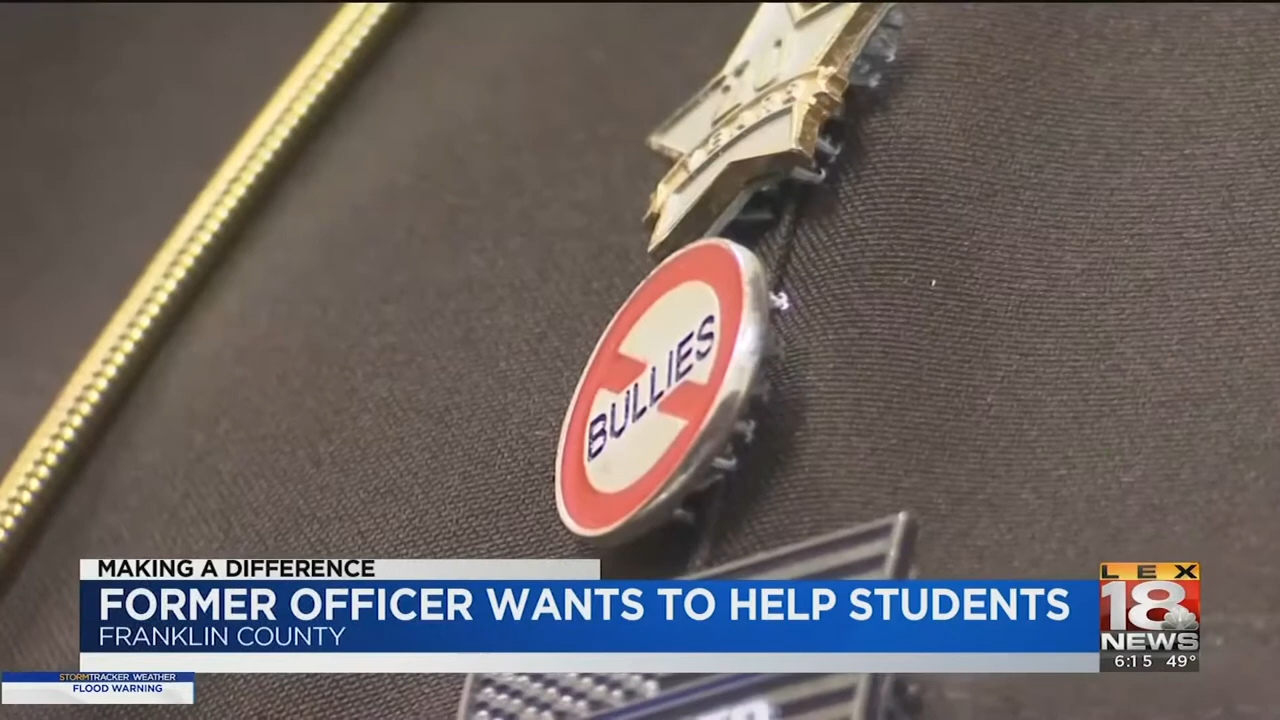 BULLIES
MAKING A DIFFERENCE
FORMER OFFICER WANTS TO HELP STUDENTS
FRANKLIN COUNTY
LEX
18
NEWS
6:15 49°
STORMTRACKER WEATHER
FLOOD WARNING